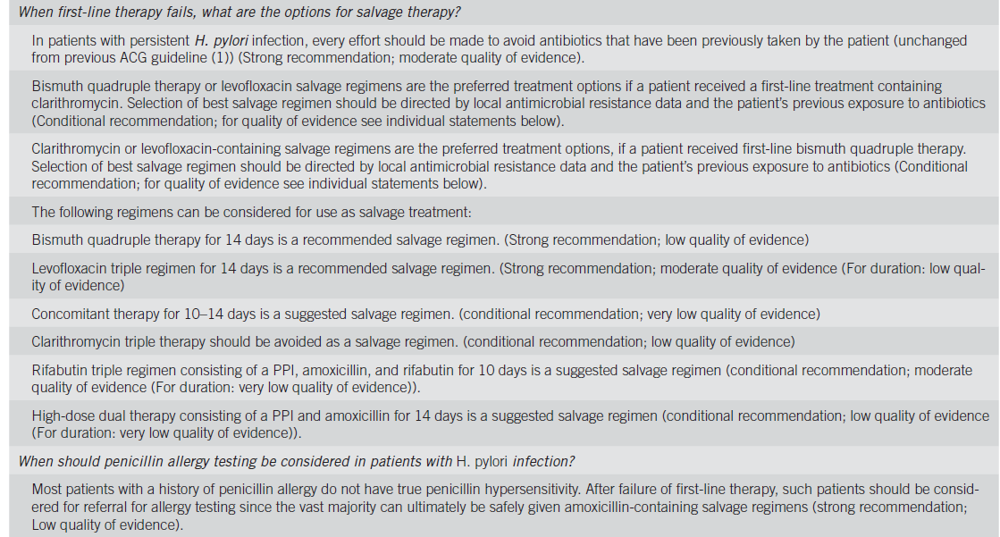 When first-line therapy fails, what are the options for salvage therapy?
In patients with persistent H. pylori infection, every effort should be made to avoid antibiotics that have been previously taken by the patient (unchanged
from previous ACG guideline (1)) (Strong recommendation; moderate quality of evidence).
Bismuth quadruple therapy or levofloxacin salvage regimens are the preferred treatment options if a patient received a first-line treatment containing
clarithromycin. Selection of best salvage regimen should be directed by local antimicrobial resistance data and the patient's previous exposure to antibiotics
(Conditional recommendation; for quality of evidence see individual statements below).
Clarithromycin or levofloxacin-containing salvage regimens are the preferred treatment options, if a patient received first-line bismuth quadruple therapy.
Selection of best salvage regimen should be directed by local antimicrobial resistance data and the patient's previous exposure to antibiotics (Conditional
recommendation; for quality of evidence see individual statements below).
The following regimens can be considered for use as salvage treatment:
Bismuth quadruple therapy for 14 days is a recommended salvage regimen. (Strong recommendation; low quality of evidence)
Levofloxacin triple regimen for 14 days is a recommended salvage regimen. (Strong recommendation; moderate quality of evidence (For duration: low qual-
ity of evidence)
Concomitant therapy for 10–14 days is a suggested salvage regimen. (conditional recommendation; very low quality of evidence)
Clarithromycin triple therapy should be avoided as a salvage regimen. (conditional recommendation; low quality of evidence)
Rifabutin triple regimen consisting of a PPI, amoxicillin, and rifabutin for 10 days is a suggested salvage regimen (conditional recommendation; moderate
quality of evidence (For duration: very low quality of evidence)).
High-dose dual therapy consisting of a PPI and amoxicillin for 14 days is a suggested salvage regimen (conditional recommendation; low quality of evidence
(For duration: very low quality of evidence)).
When should penicillin allergy testing be considered in patients with H. pylori infection?
Most patients with a history of penicillin allergy do not have true penicillin hypersensitivity. After failure of first-line therapy, such patients should be consid-
ered for referral for allergy testing since the vast majority can ultimately be safely given amoxicillin-containing salvage regimens (strong recommendation;
Low quality of evidence).